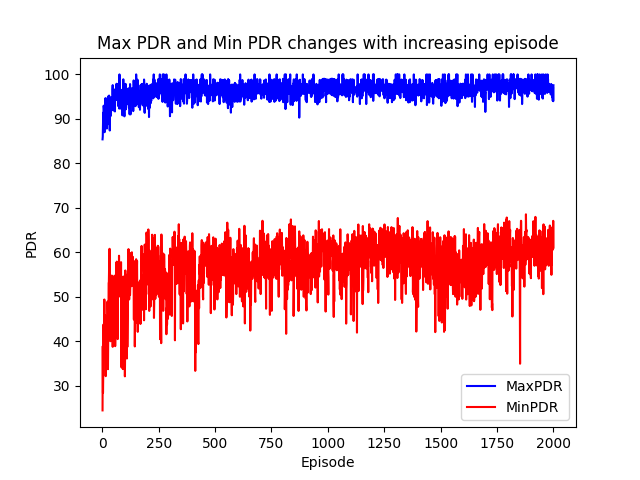 Max PDR and Min PDR changes with increasing episode
100
90
80
70
60
50
40
30
PDR
0 250 500 750 1000 1250 1500 1750 2000
Episode
MaxPDR
MinPDR